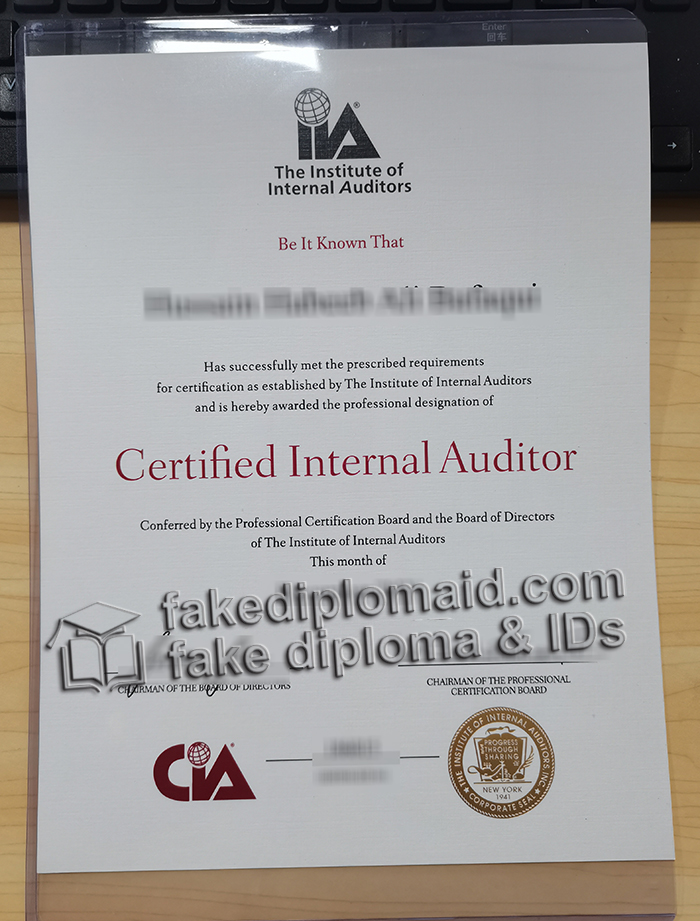 Enter
回车
→
V
IIA®
The Institute of
Internal Auditors
Be It Known That
Has successfully met the prescribed requirements
for certification as established by The Institute of Internal Auditors
and is hereby awarded the professional designation of
Certified Internal Auditor
Conferred by the Professional Certification Board and the Board of Directors
of The Institute of Internal Auditors
This month of
fakediplomaid.com
fake diploma & IDs
CHAIRMAN OF THE BOARD OF DIRECTORS
CHAIRMAN OF THE PROFESSIONAL
CERTIFICATION BOARD
CIA®
THE INSTITUTE OF INTERNAL AUDITORS, INC.
PROGRESS
THROUGH
SHARING
NEW YORK
1941
CORPORATE SEAL